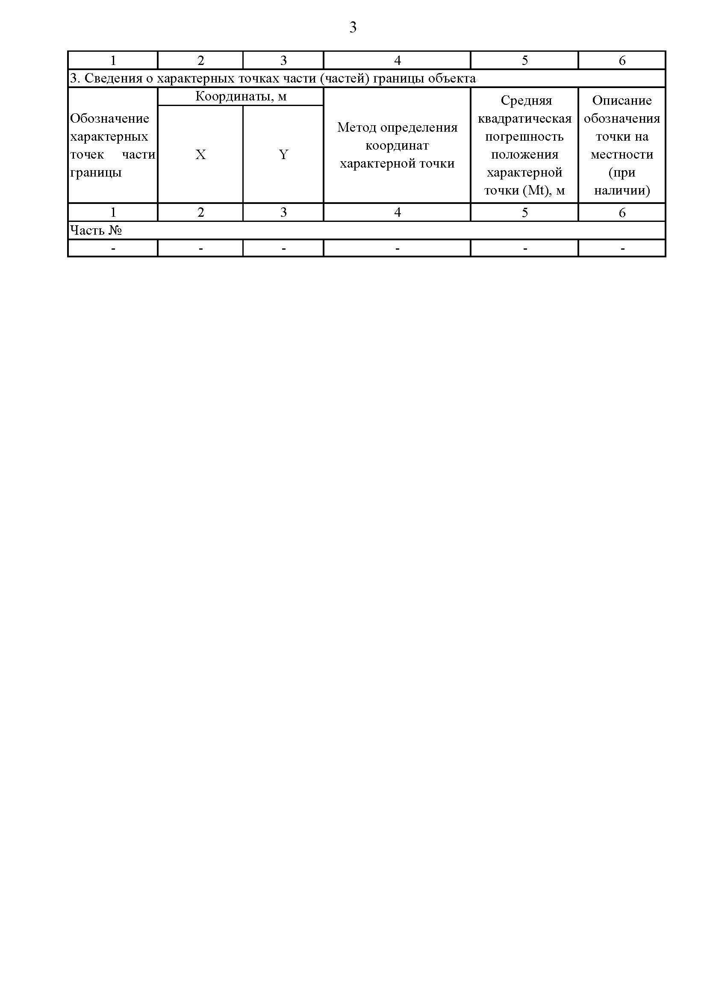 3
1 2 3 4 5 6
3. Сведения о характерных точках части (частей) границы объекта
Обозначение
характерных
точек части
границы
Координаты, м
X Y
Метод определения
координат
характерной точки
Средняя
квадратическая
погрешность
положения
характерной
точки (Mt), м
Описание
обозначения
точки на
местности
(при
наличии)
1 2 3 4 5 6
Часть №
- - - - - -